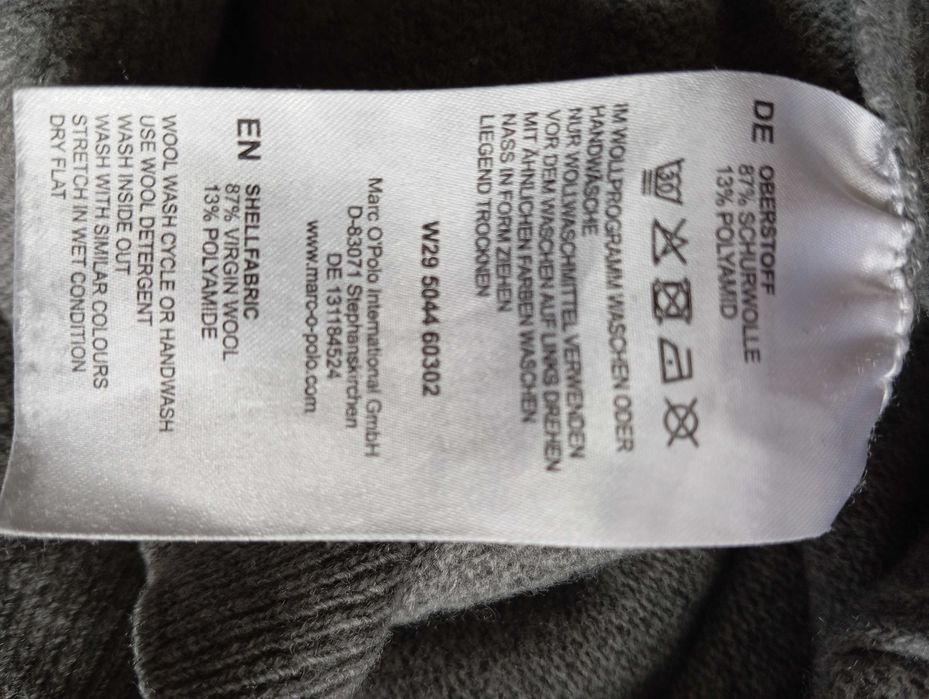 DE OBERSTOFF
87% SCHURWOLLE
13% POLYAMID
30
IM WOLLPROGRAMM WASCHEN ODER
HANDWÄSCHE
NUR WOLLWASCHMITTEL VERWENDEN
VOR DEM WASCHEN AUF LINKS DREHEN
MIT ÄHNLICHEN FARBEN WASCHEN
NASS IN FORM ZIEHEN
LIEGEND TROCKNEN
W29 5044 60302
Marc O'Polo International GmbH
D-83071 Stephanskirchen
DE 131184524
www.marc-o-polo.com
EN SHELLFABRIC
87% VIRGIN WOOL
13% POLYAMIDE
WOOL WASH CYCLE OR HANDWASH
USE WOOL DETERGENT
WASH INSIDE OUT
WASH WITH SIMILAR COLOURS
STRETCH IN WET CONDITION
DRY FLAT